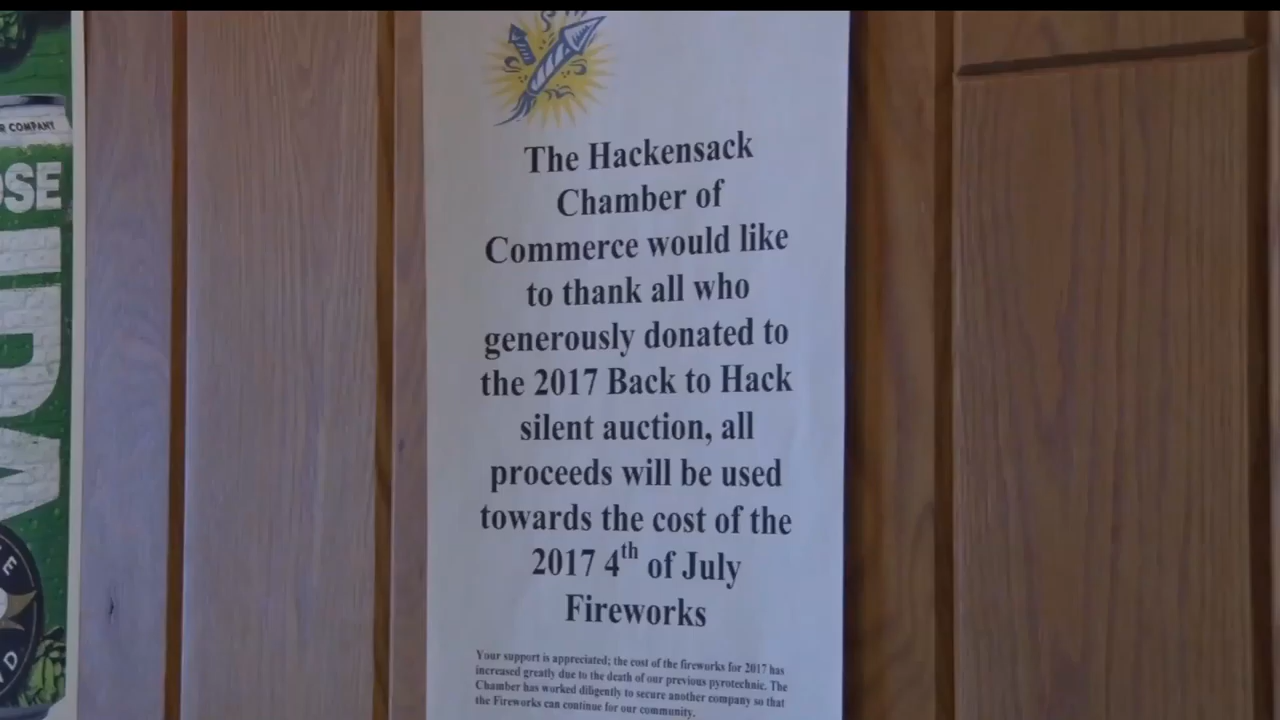 The Hackensack
Chamber of
Commerce would like
to thank all who
generously donated to
the 2017 Back to Hack
silent auction, all
proceeds will be used
towards the cost of the
2017 4th of July
Fireworks
Your support is appreciated; the cost of the fireworks for 2017 has
increased greatly due to the death of our previous pyrotechnic. The
Chamber has worked diligently to secure another company so that
the Fireworks can continue for our community.
COMPANY
OSE
IPA